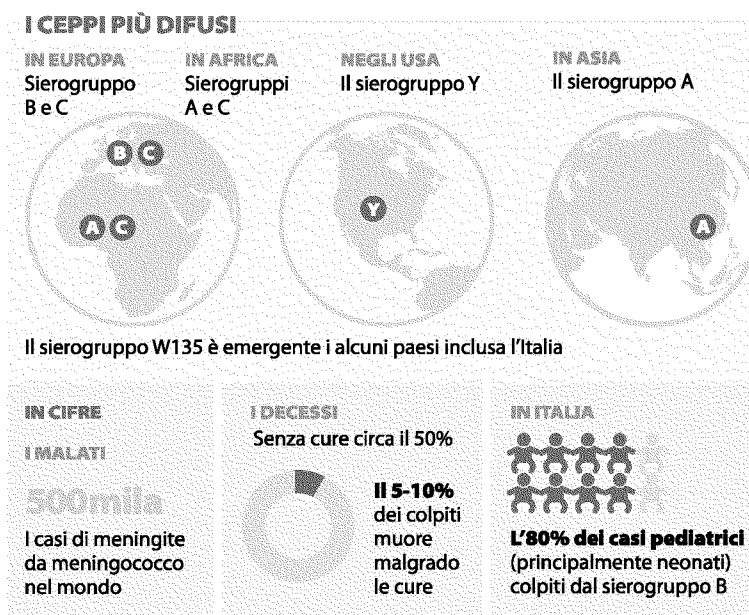 I CEPPI PIÙ DIFUSI
IN EUROPA
Sierogruppo
B e C
IN AFRICA
Sierogruppi
A e C
NEGLI USA
Il sierogruppo Y
IN ASIA
Il sierogruppo A
B C
A C
Y
A
Il sierogruppo W135 è emergente i alcuni paesi inclusa l'Italia
IN CIFRE
I MALATI
500mila
I casi di meningite
da meningococco
nel mondo
I DECESSI
Senza cure circa il 50%
Il 5-10%
dei colpiti
muore
malgrado
le cure
IN ITALIA
L'80% dei casi pediatrici
(principalmente neonati)
colpiti dal sierogruppo B